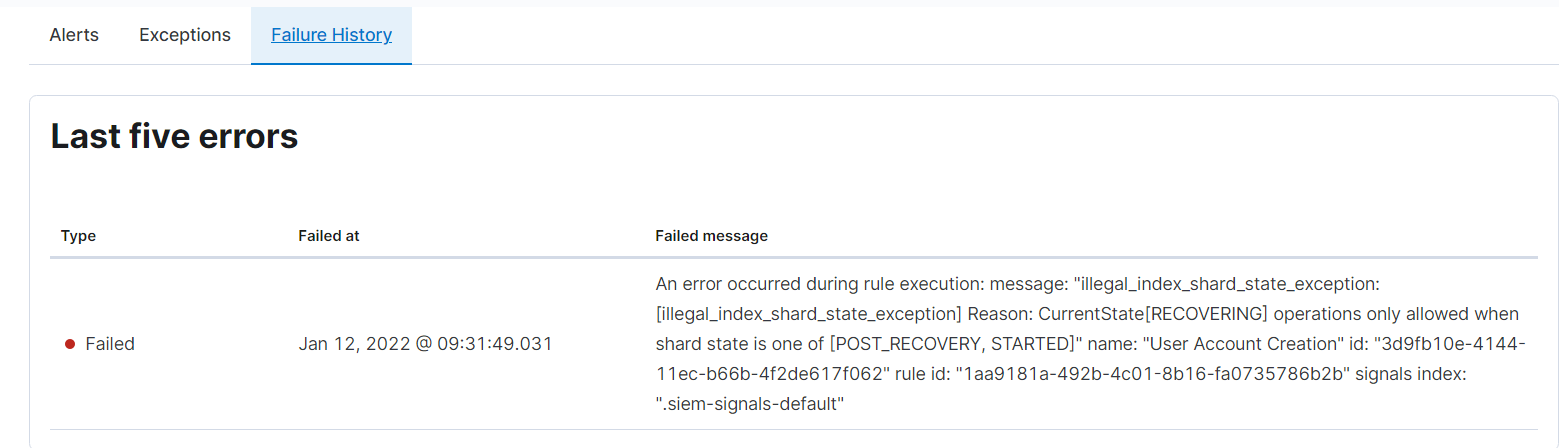 Alerts Exceptions Failure History
Last five errors
Type Failed at Failed message
An error occurred during rule execution: message: "illegal_index_shard_state_exception:
[illegal_index_shard_state_exception] Reason: CurrentState[RECOVERING] operations only allowed when
Failed Jan 12, 2022 @ 09:31:49.031 shard state is one of [POST_RECOVERY, STARTED]" name: "User Account Creation" id: "3d9fb10e-4144-
11ec-b66b-4f2de617f062" rule id: "1aa9181a-492b-4c01-8b16-fa0735786b2b" signals index:
".siem-signals-default"